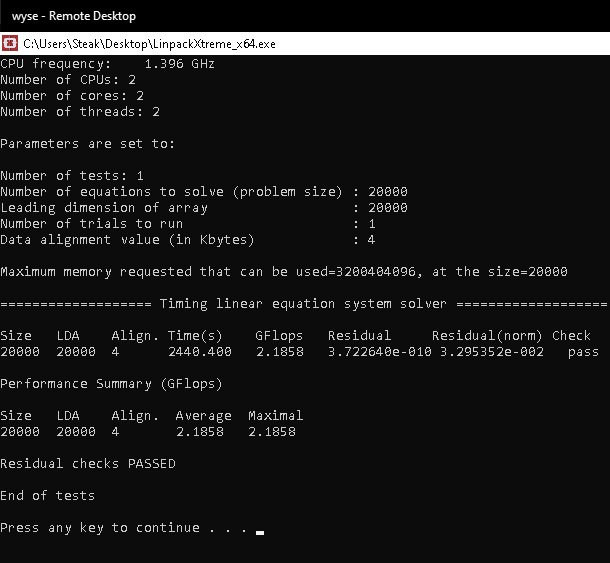 wyse - Remote Desktop
C:\Users\Steak\Desktop\LinpackXtreme_x64.exe
CPU frequency:    1.396 GHz
Number of CPUs: 2
Number of cores: 2
Number of threads: 2
Parameters are set to:
Number of tests: 1
Number of equations to solve (problem size) : 20000
Leading dimension of array                  : 20000
Number of trials to run                     : 1
Data alignment value (in Kbytes)            : 4
Maximum memory requested that can be used=3200404096, at the size=20000
=================== Timing linear equation system solver ===================
Size   LDA    Align. Time(s)    GFlops   Residual     Residual(norm) Check
20000  20000  4      2440.400   2.1858   3.722640e-010 3.295352e-002   pass
Performance Summary (GFlops)
Size   LDA    Align.  Average  Maximal
20000  20000  4       2.1858   2.1858
Residual checks PASSED
End of tests
Press any key to continue . . .